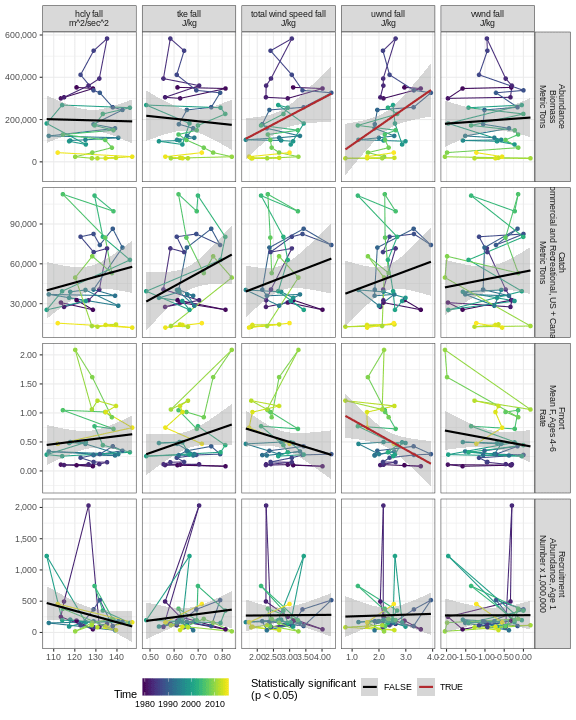 hcly fall
m^2/sec^2
tke fall
J/kg
total wind speed fall
J/kg
uwnd fall
J/kg
vwnd fall
J/kg
600,000
400,000
200,000
0
Abundance
Biomass
Metric Tons
90,000
60,000
30,000
Catch
ommercial and Recreational, US + Cana
Metric Tons
2.00
1.50
1.00
0.50
0.00
Fmort
Mean F, Ages 4-6
Rate
2,000
1,500
1,000
500
0
Recruitment
Abundance, Age 1
Number x 1,000,000
110 120 130 140
0.50 0.60 0.70 0.80
2.00 2.50 3.00 3.50 4.00
1.0 2.0 3.0 4.0
-2.00 -1.50 -1.00 -0.50 0.00
Time
1980 1990 2000 2010
Statistically significant
(p < 0.05)
FALSE
TRUE